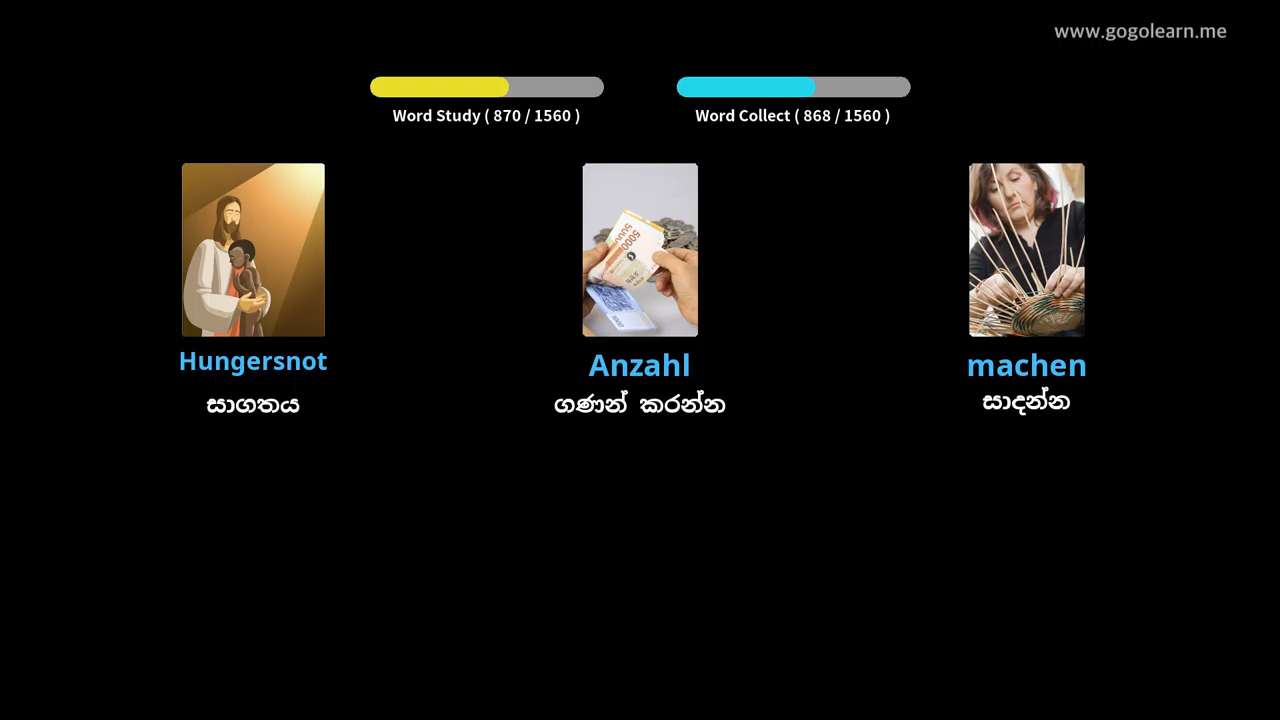 www.gogolearn.me
Word Study ( 870 / 1560 )
Word Collect ( 868 / 1560 )
Hungersnot
Anzahl
machen
සාගතය
ගණන් කරන්න
සාදන්න